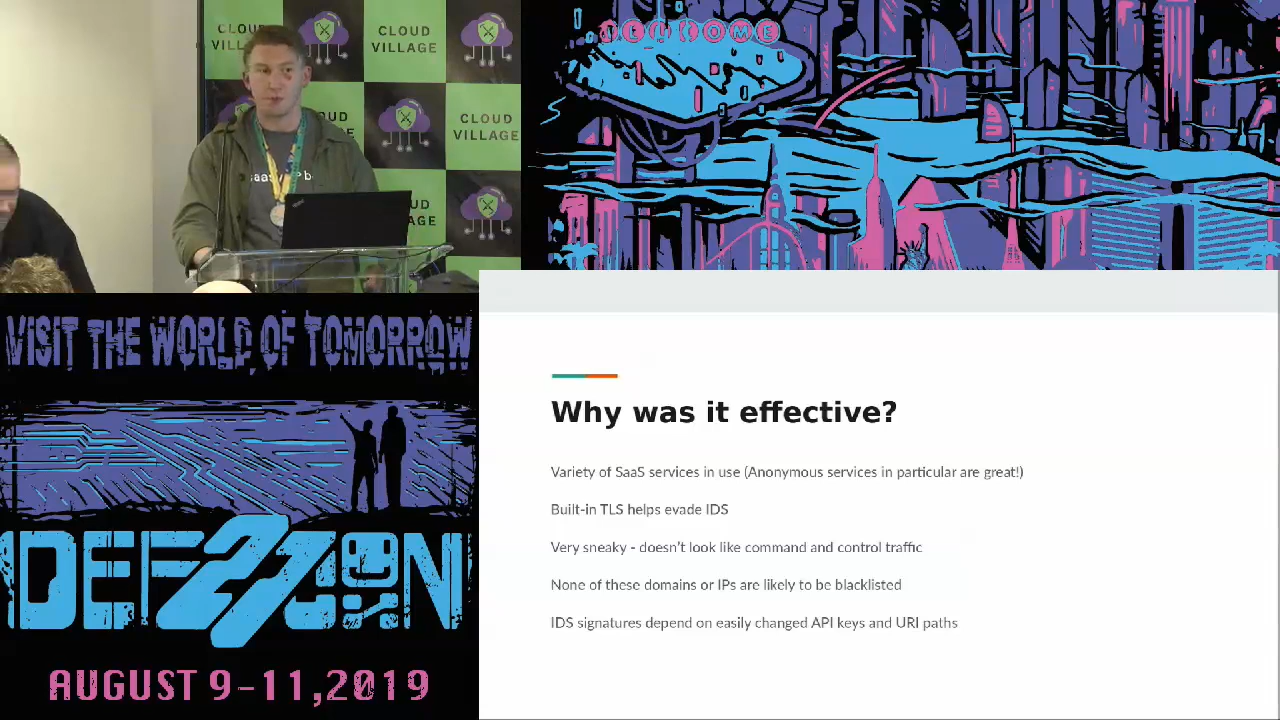 CLOUD
CLOUD
VILLAGE
CLOUD
VILLAGE
VILLAGE
WELCOME
VISIT THE WORLD OF TOMORROW
DEFCON
27
AUGUST 9-11,2019
Why was it effective?
Variety of SaaS services in use (Anonymous services in particular are great!)
Built-in TLS helps evade IDS
Very sneaky - doesn't look like command and control traffic
None of these domains or IPs are likely to be blacklisted
IDS signatures depend on easily changed API keys and URI paths